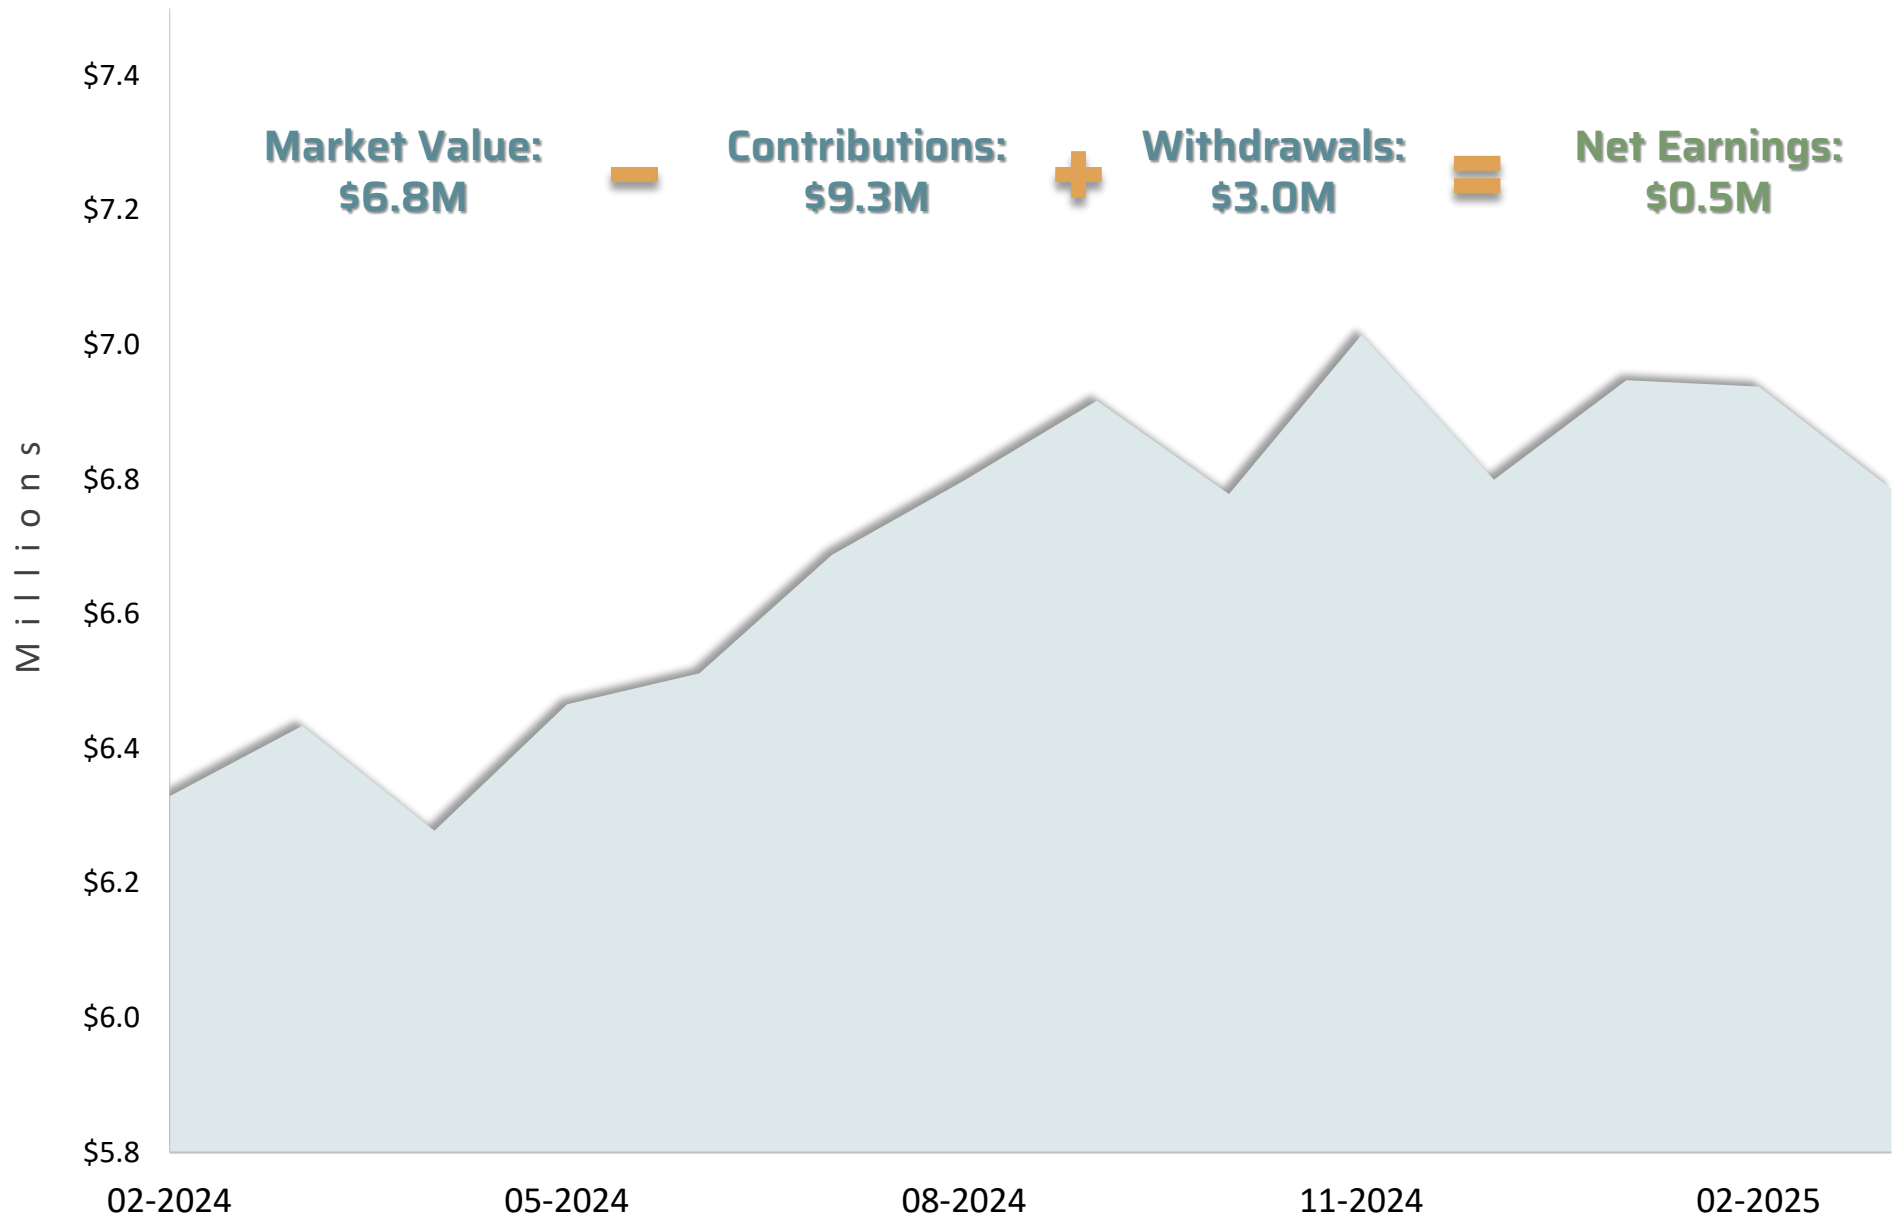 $7.4
Market Value:
$6.8M
−
Contributions:
$9.3M
+
Withdrawals:
$3.0M
=
Net Earnings:
$0.5M
$7.2
$7.0
$6.8
$6.6
$6.4
$6.2
$6.0
$5.8
Millions
02-2024
05-2024
08-2024
11-2024
02-2025